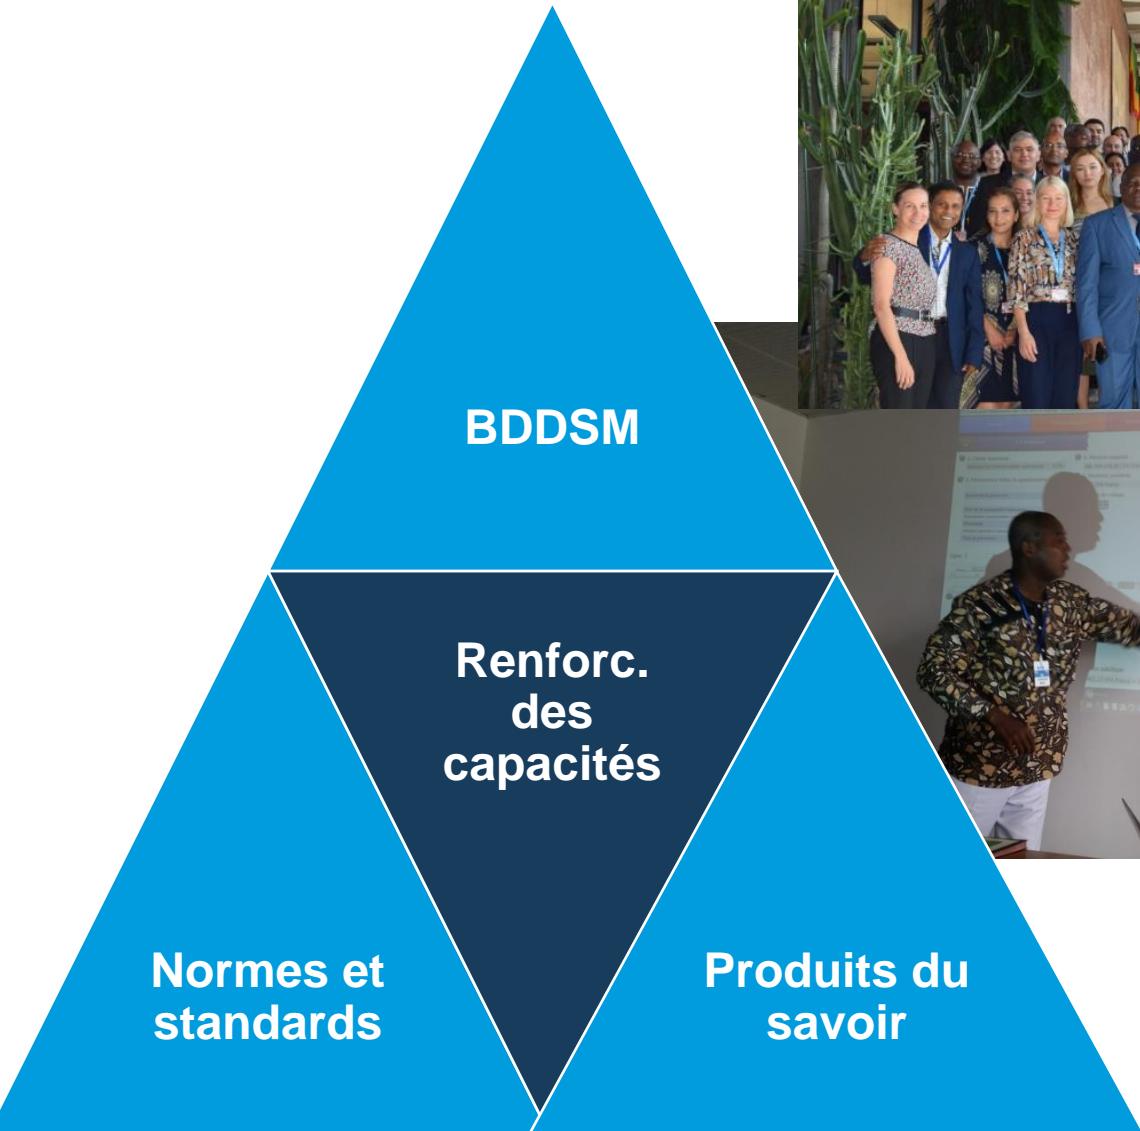 BDDSM
Renforc.
des
capacités
Normes et
standards
Produits du
savoir